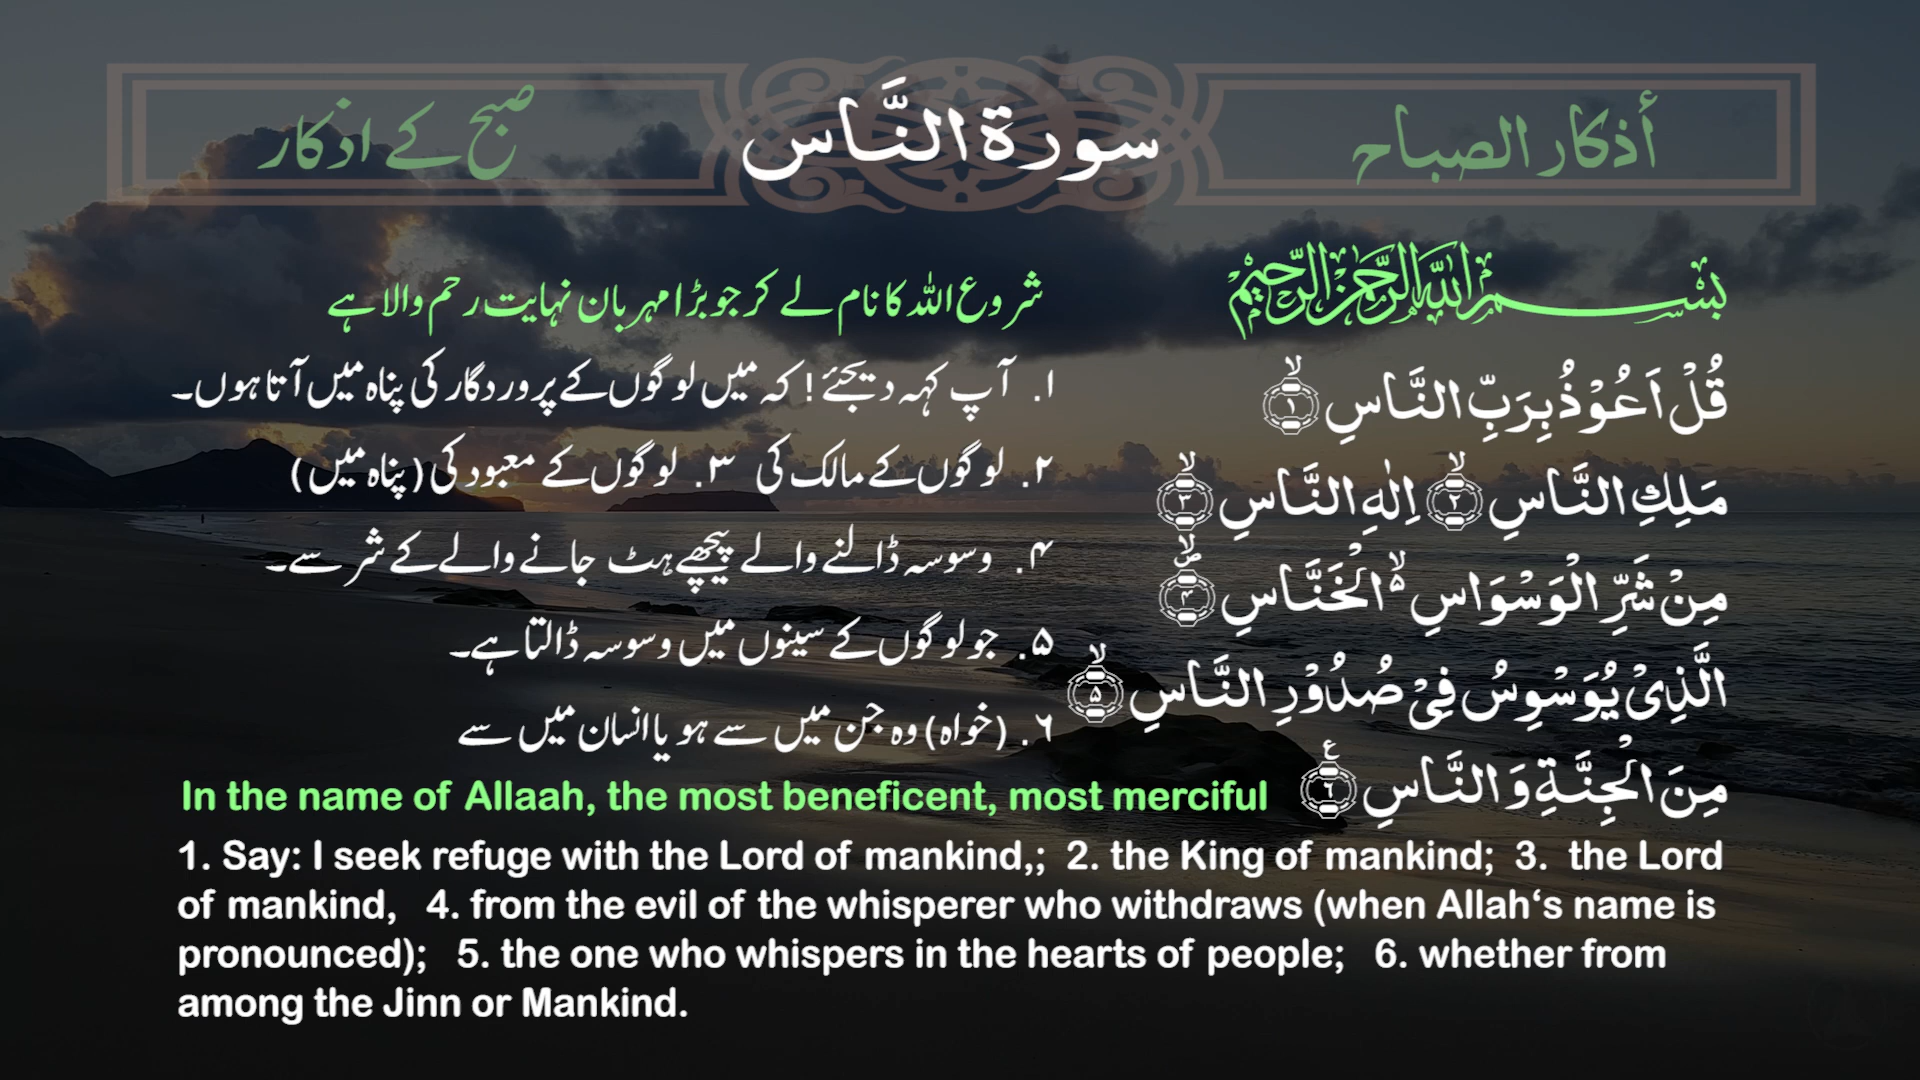 أذكار الصباح
سورة النَّاس
صبح کے اذکار
بسم الله الرحمن الرحيم
قُلْ اَعُوْذُ بِرَبِّ النَّاسِ ۙ﴿۱﴾
مَلِكِ النَّاسِ ۙ﴿۲﴾ اِلٰهِ النَّاسِ ۙ﴿۳﴾
مِنْ شَرِّ الْوَسْوَاسِ ۙ۬ الْخَنَّاسِ ۪ۙ﴿۴﴾
الَّذِیْ یُوَسْوِسُ فِیْ صُدُوْرِ النَّاسِ ۙ﴿۵﴾
مِنَ الْجِنَّةِ وَ النَّاسِ ﴿۶﴾ ع
شروع اللہ کا نام لے کر جو بڑا مہربان نہایت رحم والا ہے
۱. آپ کہہ دیجئے! کہ میں لوگوں کے پروردگار کی پناہ میں آتا ہوں۔
۲. لوگوں کے مالک کی ۳. لوگوں کے معبود کی (پناہ میں)
۴. وسوسہ ڈالنے والے پیچھے ہٹ جانے والے کے شر سے۔
۵. جو لوگوں کے سینوں میں وسوسہ ڈالتا ہے۔
۶. (خواہ) وہ جن میں سے ہو یا انسان میں سے
In the name of Allaah, the most beneficent, most merciful
1. Say: I seek refuge with the Lord of mankind,; 2. the King of mankind; 3. the Lord
of mankind, 4. from the evil of the whisperer who withdraws (when Allah‘s name is
pronounced); 5. the one who whispers in the hearts of people; 6. whether from
among the Jinn or Mankind.